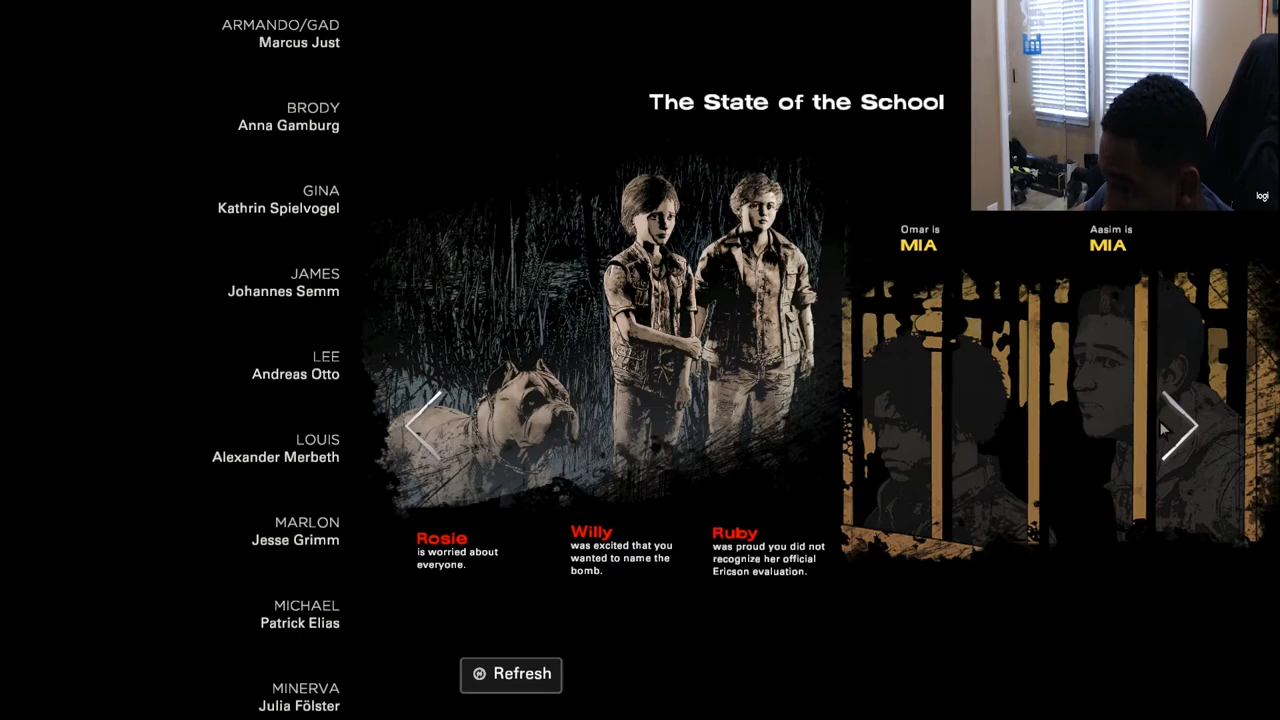 ARMANDO/GAD
Marcus Just
BRODY
Anna Gamburg
GINA
Kathrin Spielvogel
JAMES
Johannes Semm
LEE
Andreas Otto
LOUIS
Alexander Merbeth
MARLON
Jesse Grimm
MICHAEL
Patrick Elias
MINERVA
Julia Fölster
The State of the School
logi
Omar is
MIA
Aasim is
MIA
Rosie
is worried about
everyone.
Willy
was excited that you
wanted to name the
bomb.
Ruby
was proud you did not
recognize her official
Ericson evaluation.
Refresh